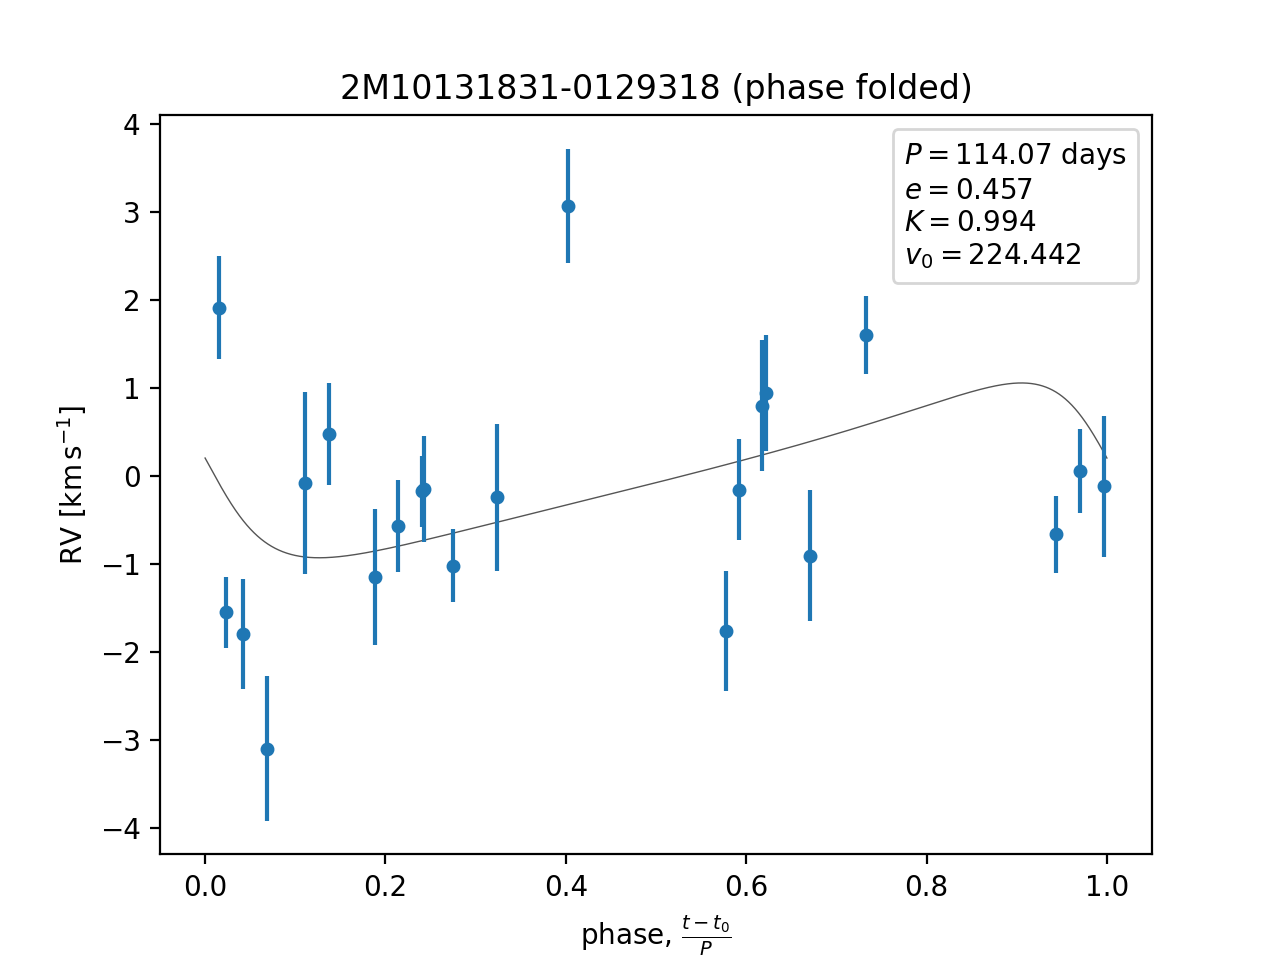 2M10131831-0129318 (phase folded)
P = 114.07 days
e = 0.457
K = 0.994
v₀ = 224.442
4
3
2
1
0
−1
−2
−3
−4
RV [km s⁻¹]
0.0 0.2 0.4 0.6 0.8 1.0
phase, (t − t₀)/P